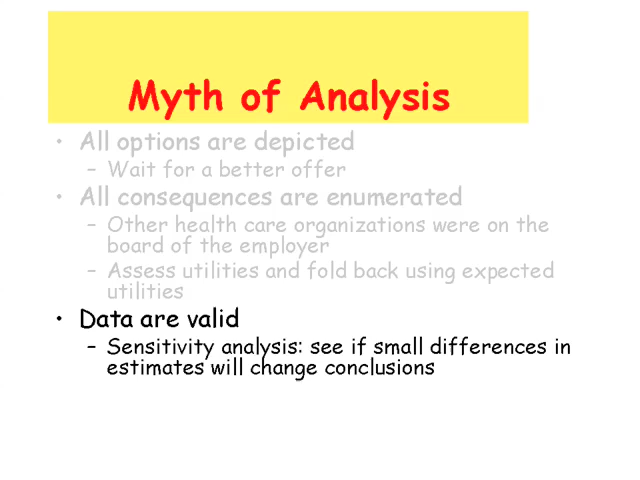 Myth of Analysis
• All options are depicted
– Wait for a better offer
• All consequences are enumerated
– Other health care organizations were on the
board of the employer
– Assess utilities and fold back using expected
utilities
• Data are valid
– Sensitivity analysis: see if small differences in
estimates will change conclusions